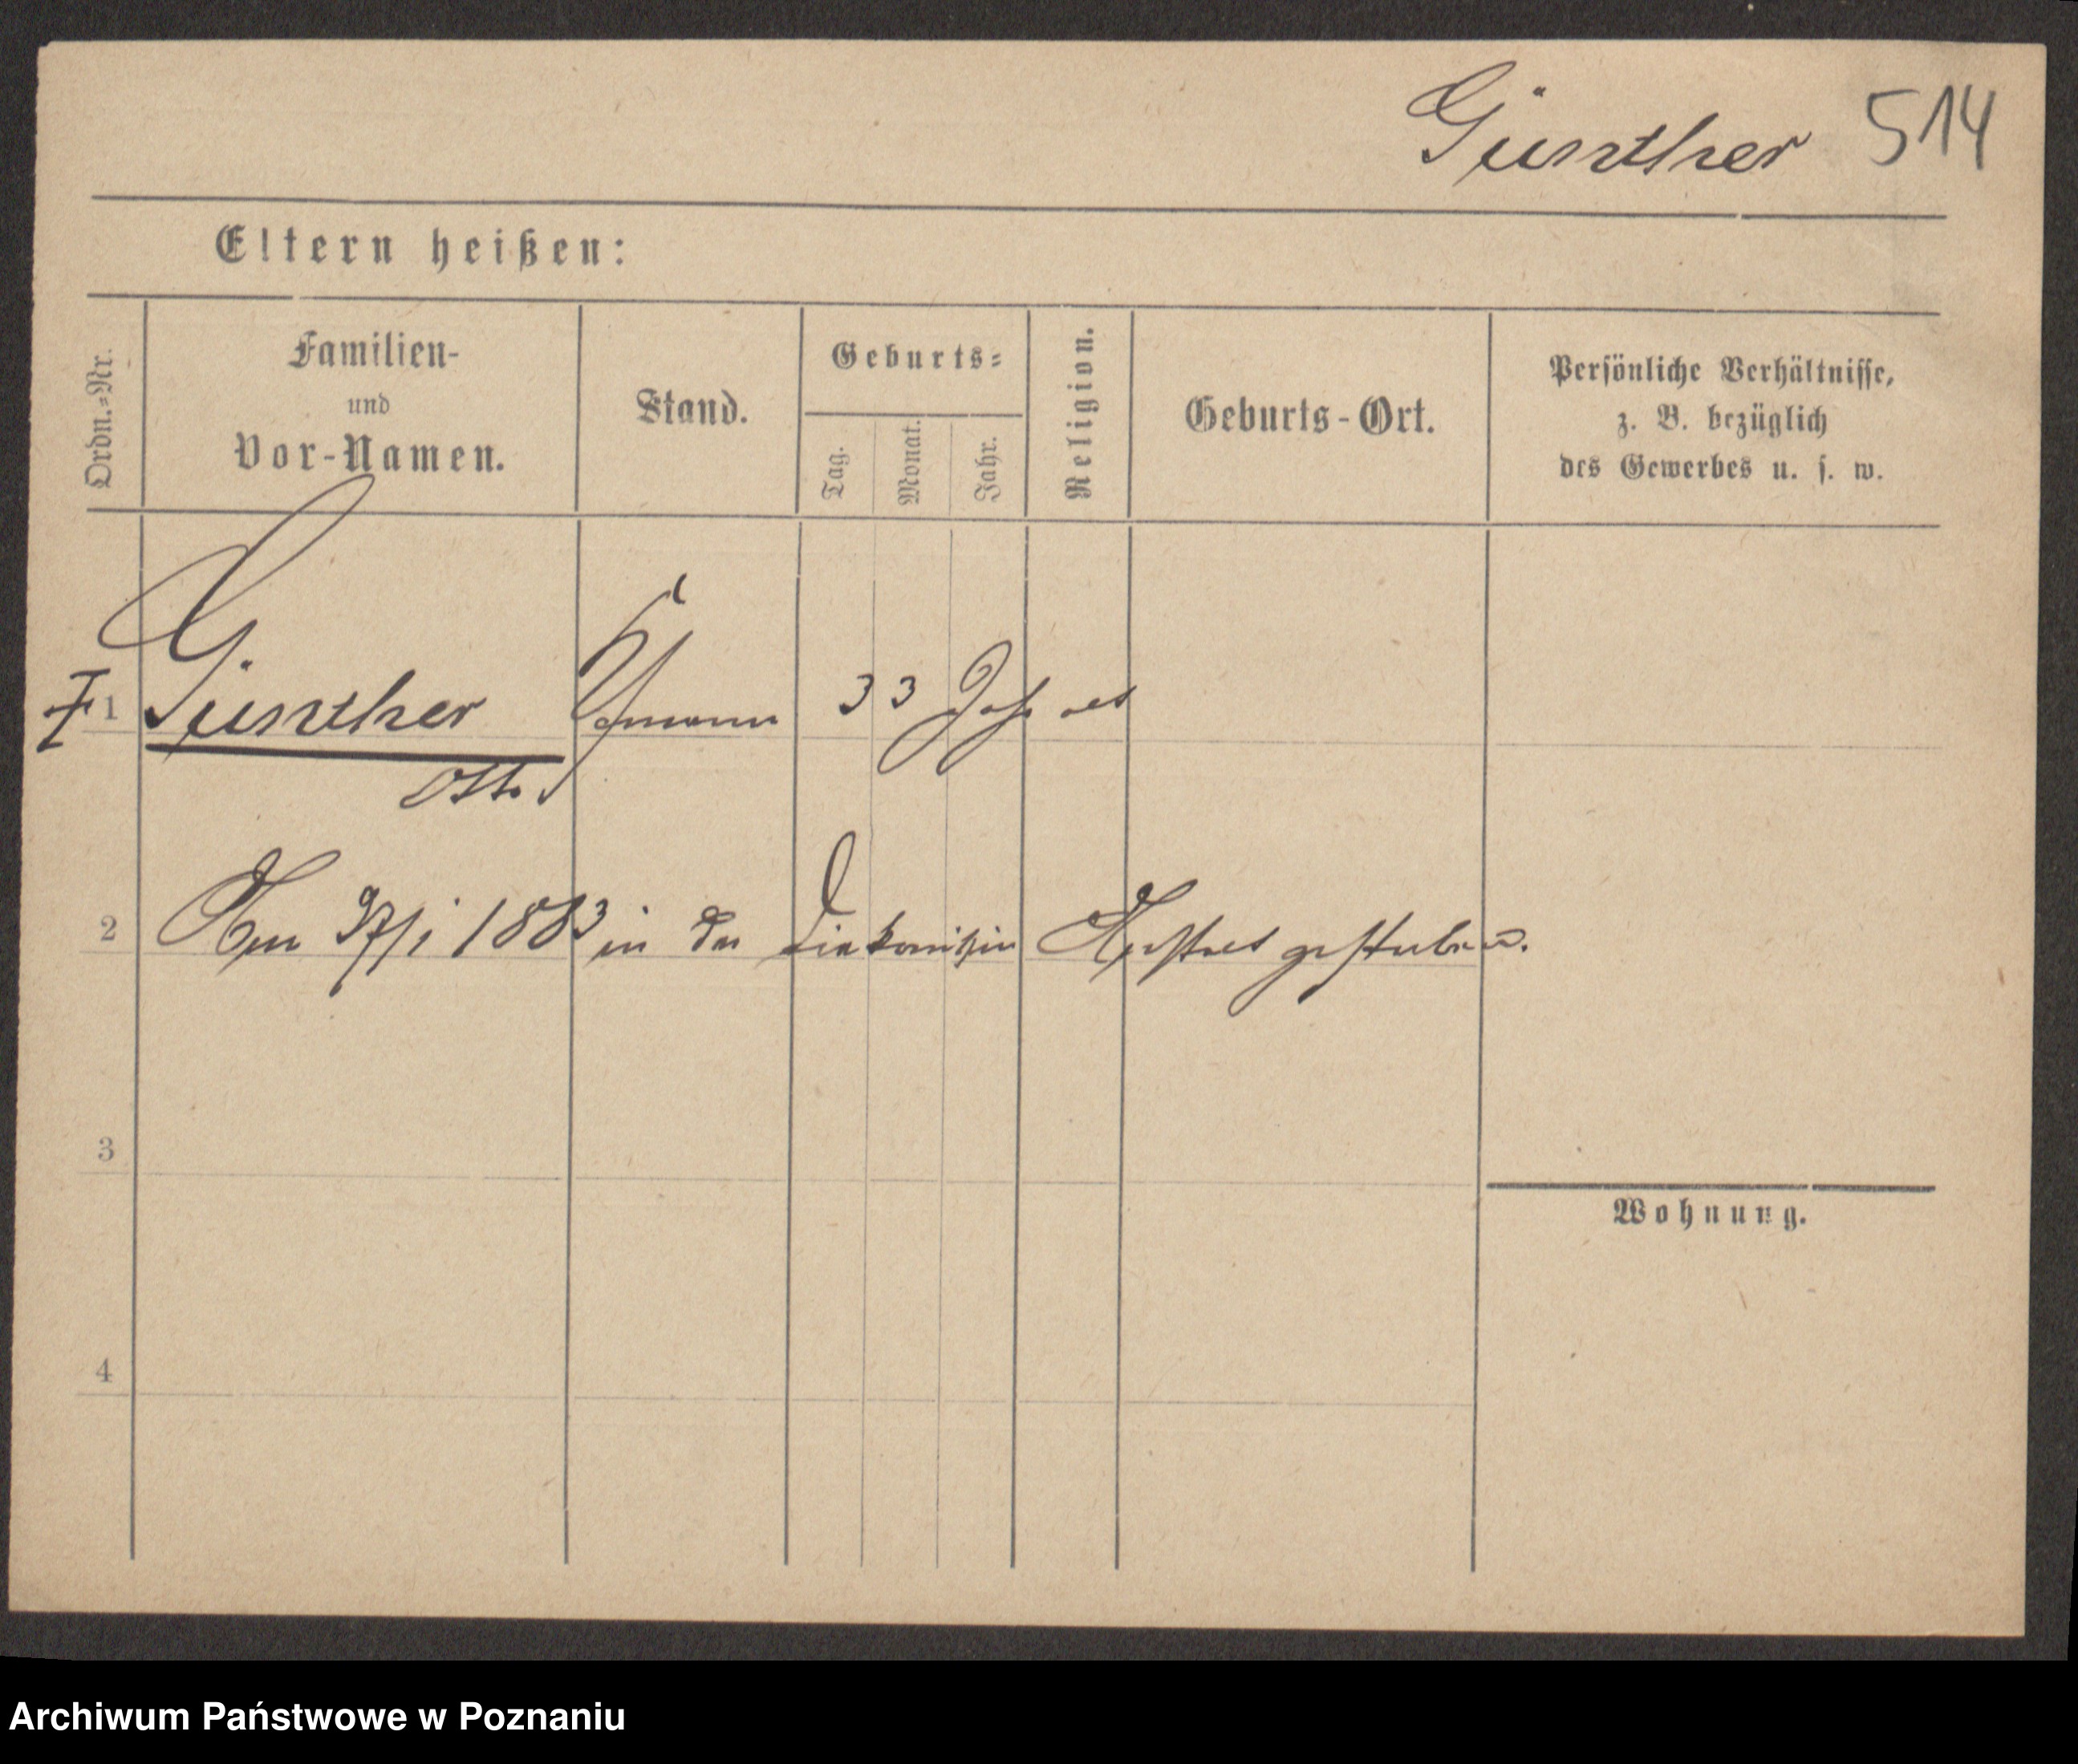 Günther 514
Eltern heißen:
Ordn.=Nr.
Familien-
und
Vor-Namen.
Stand.
Geburts=
Tag.
Monat.
Jahr.
Religion.
Geburts-Ort.
Persönliche Verhältnisse,
z. B. bezüglich
des Gewerbes u. s. w.
1 Günther 33 Jahr alt
Otto
2 Am 1883 in der gestorben.
3
Wohnung.
4
Archiwum Państwowe w Poznaniu